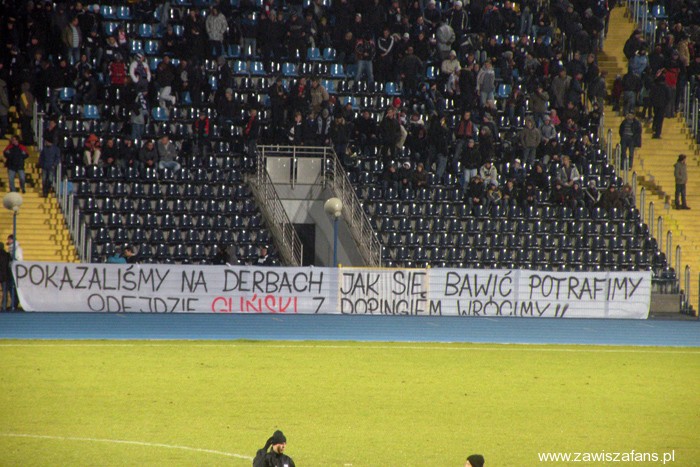 POKAZALIŚMY NA DERBACH JAK SIĘ BAWIĆ POTRAFIMY
ODEJDZIE GLIŃSKI Z DOPINGIEM WRÓCIMY!!
www.zawiszafans.pl